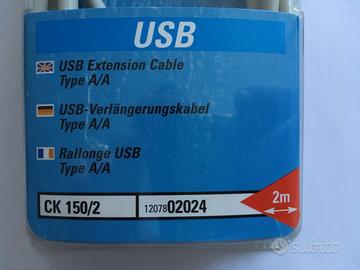 USB
USB Extension Cable
Type A/A
USB-Verlängerungskabel
Type A/A
Rallonge USB
Type A/A
CK 150/2
1207802024
2m
subito